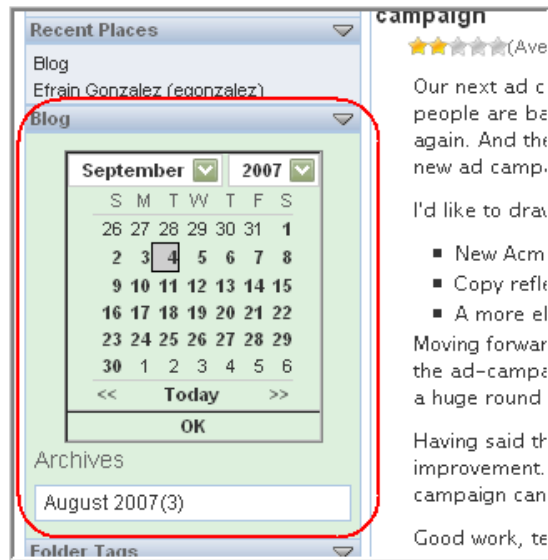 Recent Places
Blog
Efrain Gonzalez (egonzalez)
Blog
September 2007
S M T W T F S
26 27 28 29 30 31 1
2 3 4 5 6 7 8
9 10 11 12 13 14 15
16 17 18 19 20 21 22
23 24 25 26 27 28 29
30 1 2 3 4 5 6
<< Today >>
OK
Archives
August 2007(3)
Folder Tags
campaign
(Ave
Our next ad c
people are ba
again. And the
new ad camp
I'd like to dra
■ New Acm
■ Copy refle
■ A more el
Moving forwar
the ad-campa
a huge round
Having said th
improvement.
campaign can
Good work, te